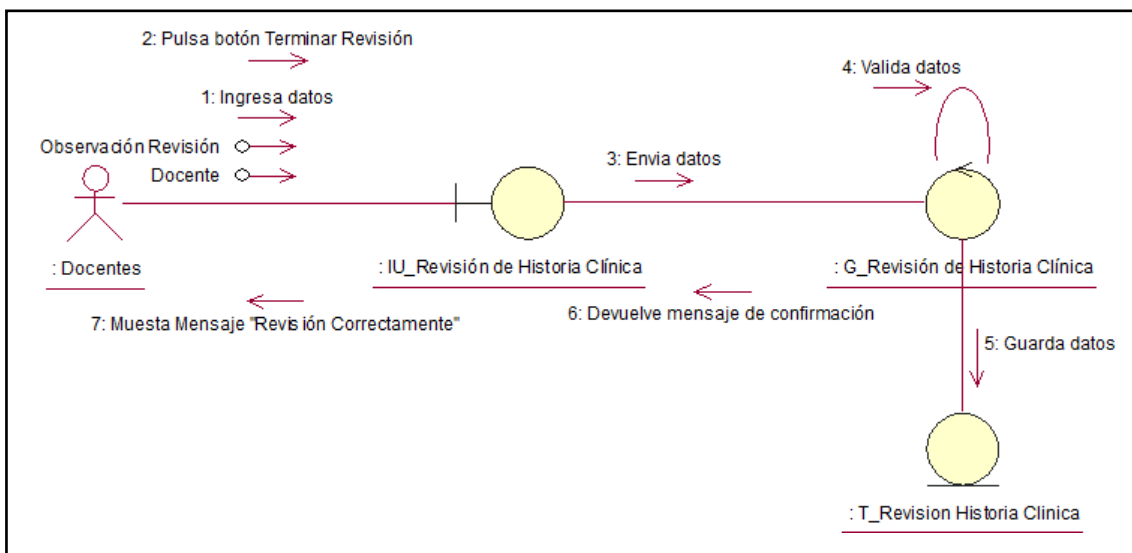 2: Pulsa botón Terminar Revisión
4: Valida datos
1: Ingresa datos
Observación Revisión
3: Envia datos
Docente
: Docentes
: IU_Revisión de Historia Clínica
: G_Revisión de Historia Clínica
7: Muesta Mensaje "Revisión Correctamente"
6: Devuelve mensaje de confirmación
5: Guarda datos
: T_Revision Historia Clinica